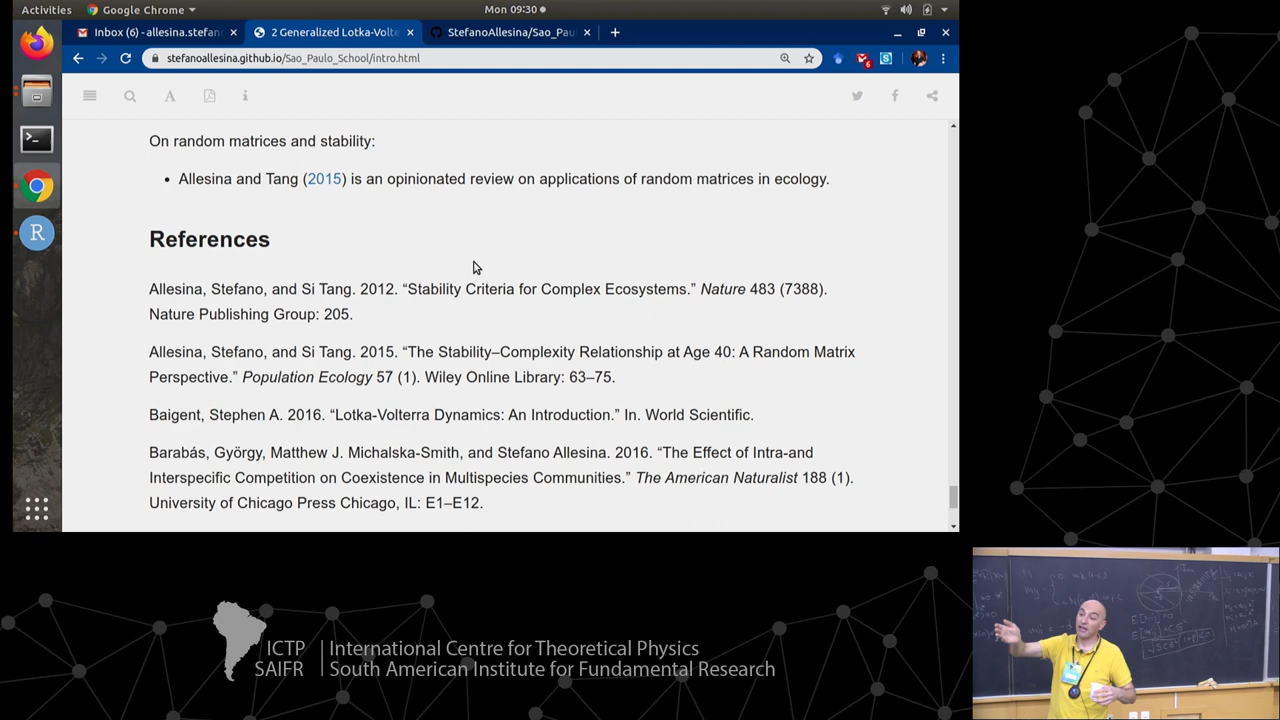 Activities
Google Chrome
Mon 09:30
Inbox (6) - allesina.stefan
2 Generalized Lotka-Volte
StefanoAllesina/Sao_Pau
stefanoallesina.github.io/Sao_Paulo_School/intro.html
On random matrices and stability:
• Allesina and Tang (2015) is an opinionated review on applications of random matrices in ecology.
References
Allesina, Stefano, and Si Tang. 2012. “Stability Criteria for Complex Ecosystems.” Nature 483 (7388).
Nature Publishing Group: 205.
Allesina, Stefano, and Si Tang. 2015. “The Stability–Complexity Relationship at Age 40: A Random Matrix
Perspective.” Population Ecology 57 (1). Wiley Online Library: 63–75.
Baigent, Stephen A. 2016. “Lotka-Volterra Dynamics: An Introduction.” In. World Scientific.
Barabás, György, Matthew J. Michalska-Smith, and Stefano Allesina. 2016. “The Effect of Intra-and
Interspecific Competition on Coexistence in Multispecies Communities.” The American Naturalist 188 (1).
University of Chicago Press Chicago, IL: E1–E12.
ICTP International Centre for Theoretical Physics
SAIFR South American Institute for Fundamental Research